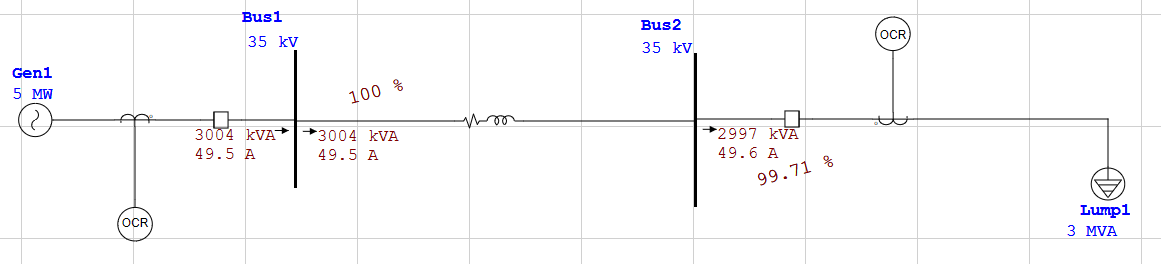 Bus1
35 kV
Bus2
35 kV
OCR
Gen1
5 MW
100 %
3004 kVA
49.5 A
3004 kVA
49.5 A
2997 kVA
49.6 A
99.71 %
OCR
Lump1
3 MVA